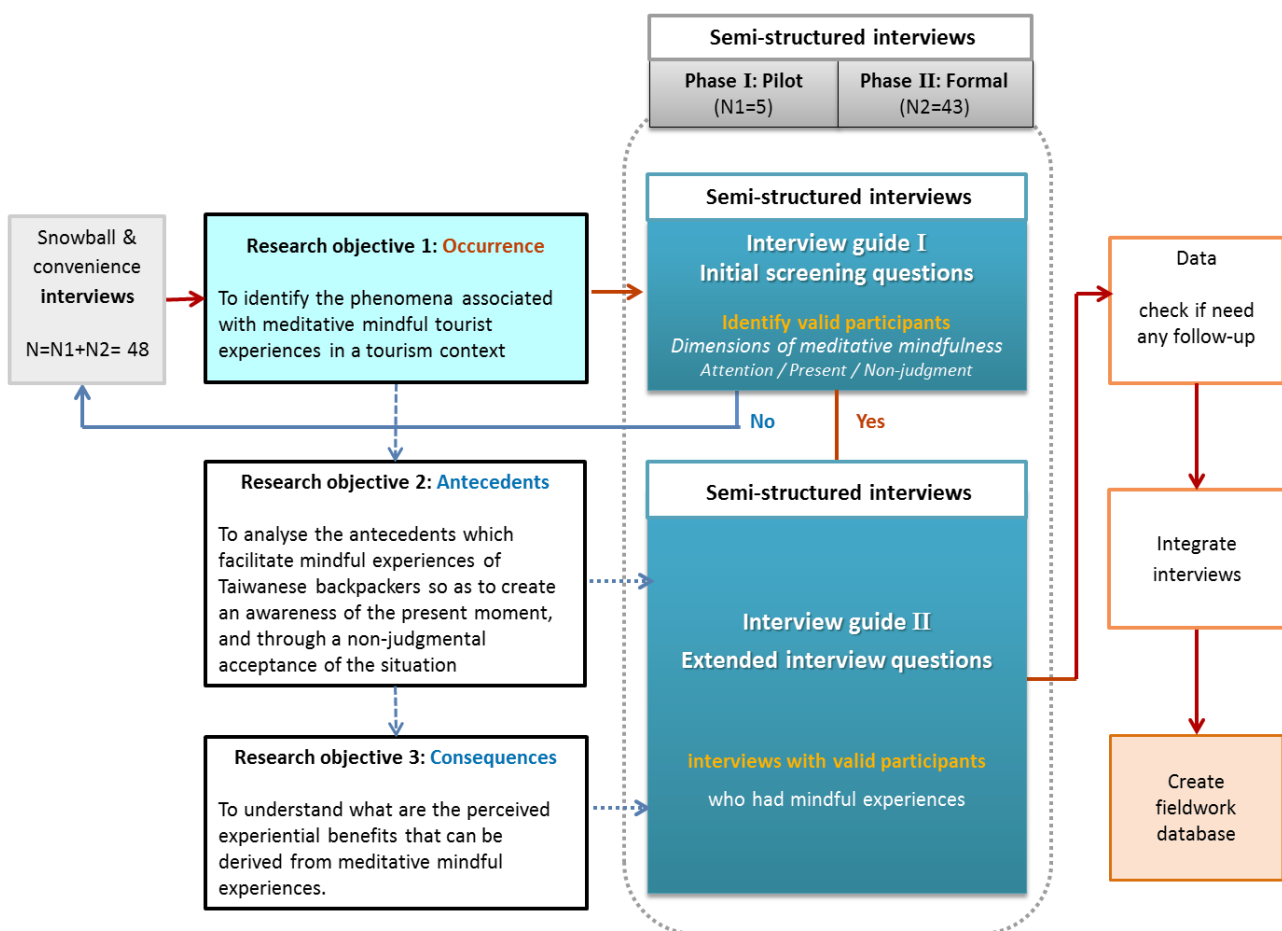 Semi-structured interviews
Phase I: Pilot
(N1=5)
Phase II: Formal
(N2=43)
Snowball &
convenience
interviews
N=N1+N2= 48
Research objective 1: Occurrence
To identify the phenomena associated
with meditative mindful tourist
experiences in a tourism context
Semi-structured interviews
Interview guide I
Initial screening questions
Identify valid participants
Dimensions of meditative mindfulness
Attention / Present / Non-judgment
No
Yes
Research objective 2: Antecedents
To analyse the antecedents which
facilitate mindful experiences of
Taiwanese backpackers so as to create
an awareness of the present moment,
and through a non-judgmental
acceptance of the situation
Research objective 3: Consequences
To understand what are the perceived
experiential benefits that can be
derived from meditative mindful
experiences.
Semi-structured interviews
Interview guide II
Extended interview questions
interviews with valid participants
who had mindful experiences
Data
check if need
any follow-up
Integrate
interviews
Create
fieldwork
database